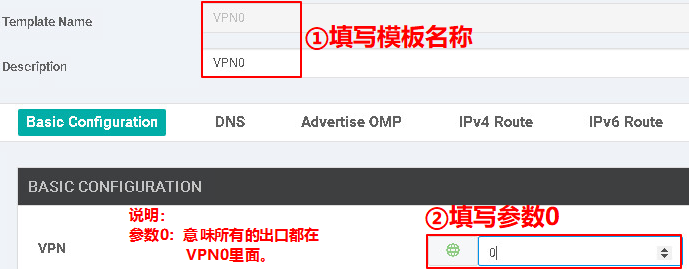 Template Name
VPN0
①填写模板名称
Description
VPN0
Basic Configuration
DNS
Advertise OMP
IPv4 Route
IPv6 Route
BASIC CONFIGURATION
说明：
参数0：意味所有的出口都在
VPN0里面。
②填写参数0
VPN
0